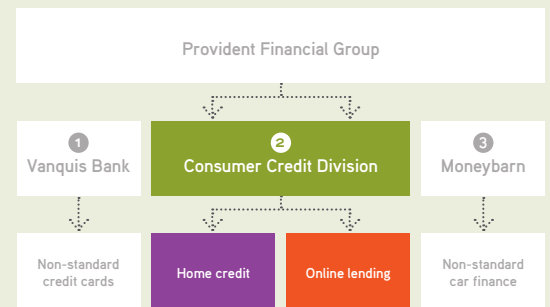 Provident Financial Group
1
Vanquis Bank
2
Consumer Credit Division
3
Moneybarn
Non-standard
credit cards
Home credit
Online lending
Non-standard
car finance